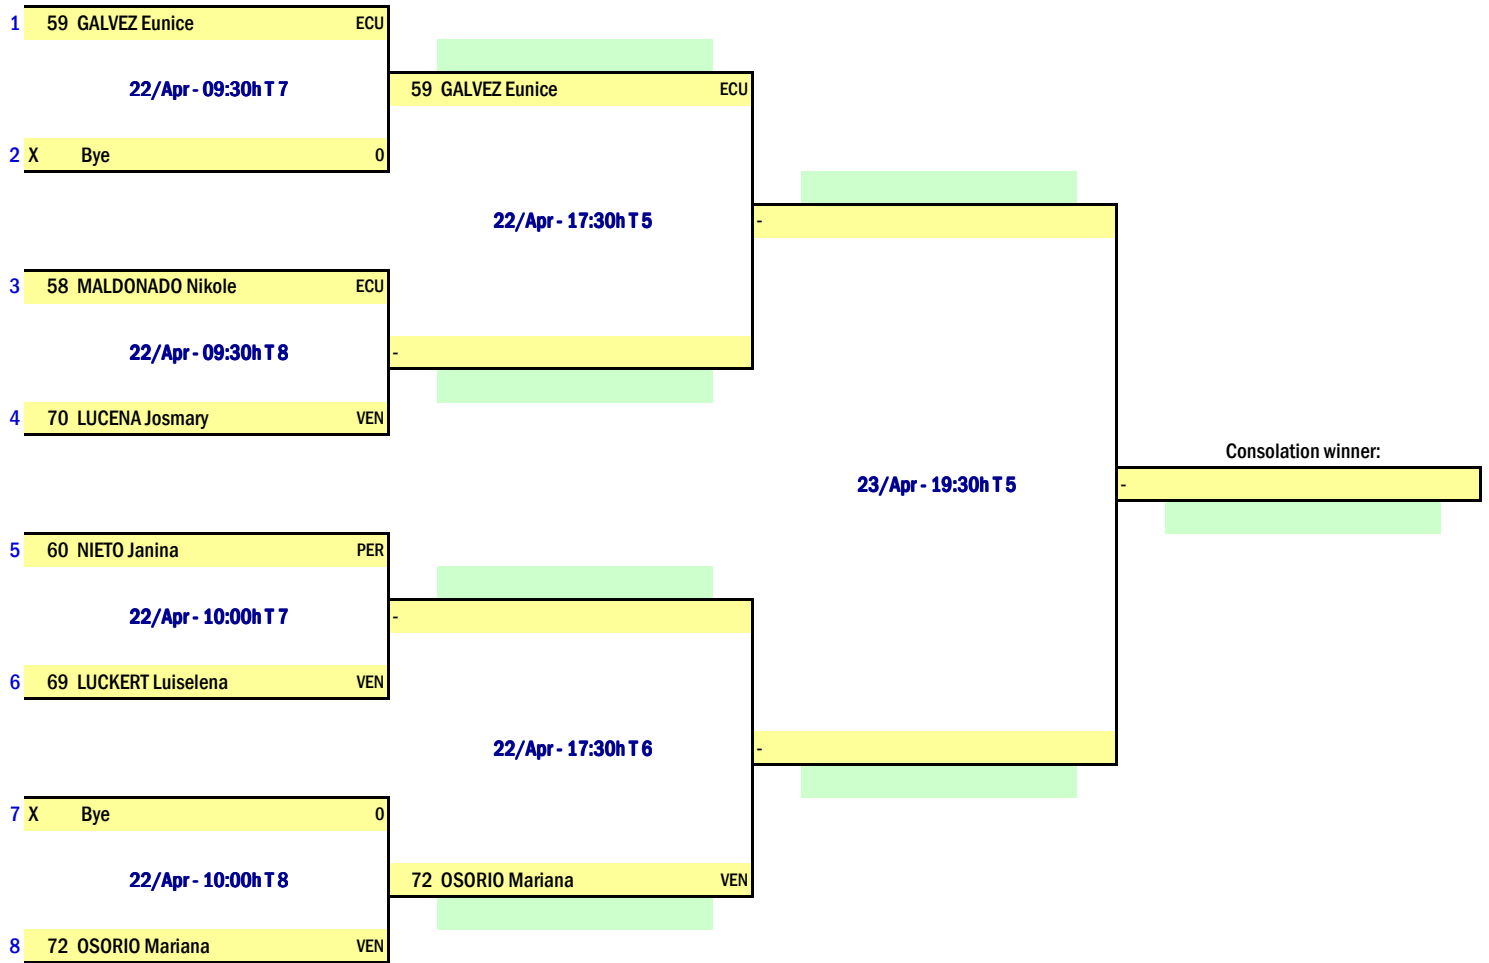 1 59 GALVEZ Eunice ECU
22/Apr - 09:30h T 7
59 GALVEZ Eunice ECU
2 X Bye 0
22/Apr - 17:30h T 5
-
3 58 MALDONADO Nikole ECU
22/Apr - 09:30h T 8
-
4 70 LUCENA Josmary VEN
Consolation winner:
23/Apr - 19:30h T 5
-
5 60 NIETO Janina PER
22/Apr - 10:00h T 7
-
6 69 LUCKERT Luiselena VEN
22/Apr - 17:30h T 6
-
7 X Bye 0
22/Apr - 10:00h T 8
72 OSORIO Mariana VEN
8 72 OSORIO Mariana VEN